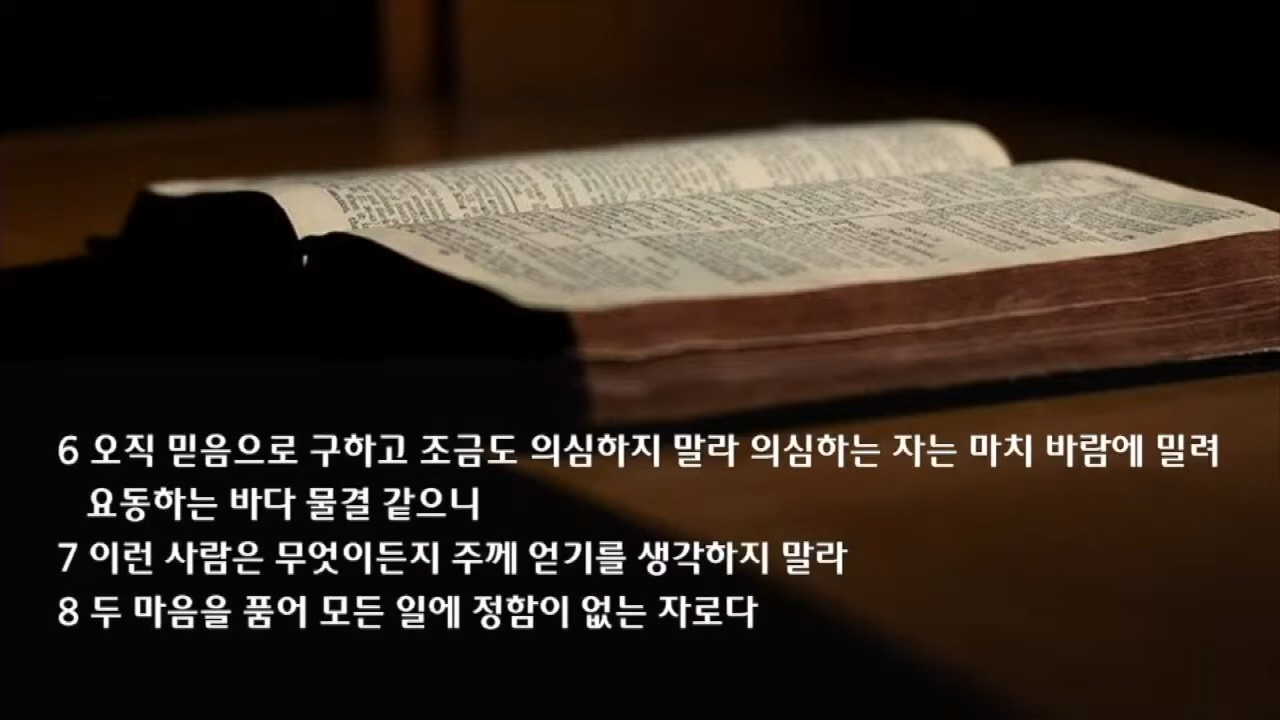 6 오직 믿음으로 구하고 조금도 의심하지 말라 의심하는 자는 마치 바람에 밀려
요동하는 바다 물결 같으니
7 이런 사람은 무엇이든지 주께 얻기를 생각하지 말라
8 두 마음을 품어 모든 일에 정함이 없는 자로다